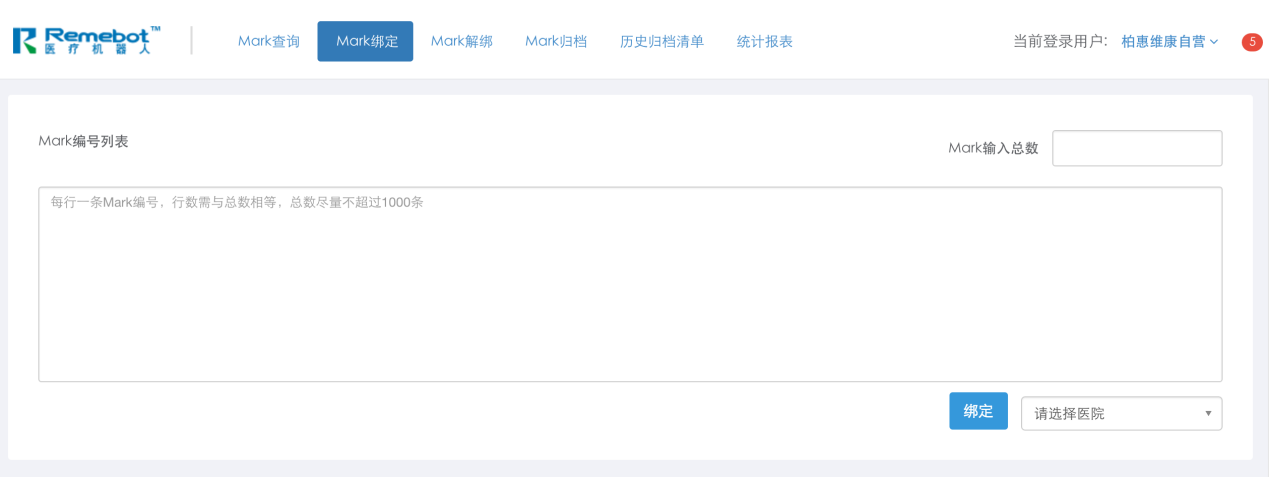 Remebot™
医疗机器人
Mark查询 Mark绑定 Mark解绑 Mark归档 历史归档清单 统计报表 当前登录用户: 柏惠维康自营 5
Mark编号列表
Mark输入总数
每行一条Mark编号，行数需与总数相等，总数尽量不超过1000条
绑定 请选择医院